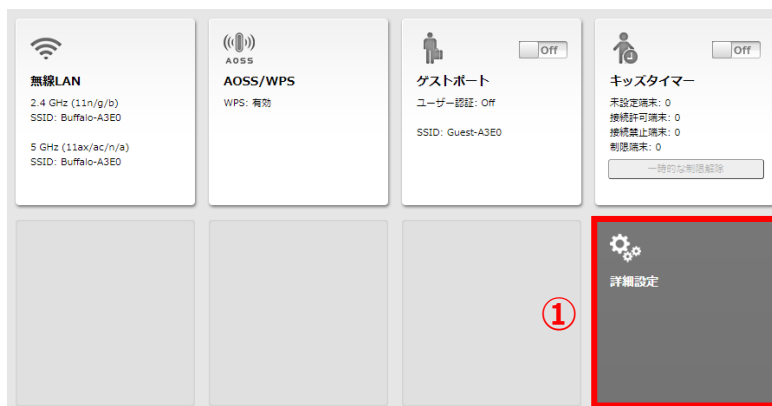 無線LAN
2.4 GHz (11n/g/b)
SSID: Buffalo-A3E0
5 GHz (11ax/ac/n/a)
SSID: Buffalo-A3E0
AOSS
AOSS/WPS
WPS: 有効
Off
ゲストポート
ユーザー認証: Off
SSID: Guest-A3E0
Off
キッズタイマー
未設定端末: 0
接続許可端末: 0
接続禁止端末: 0
制限端末: 0
一時的な制限解除
①
詳細設定